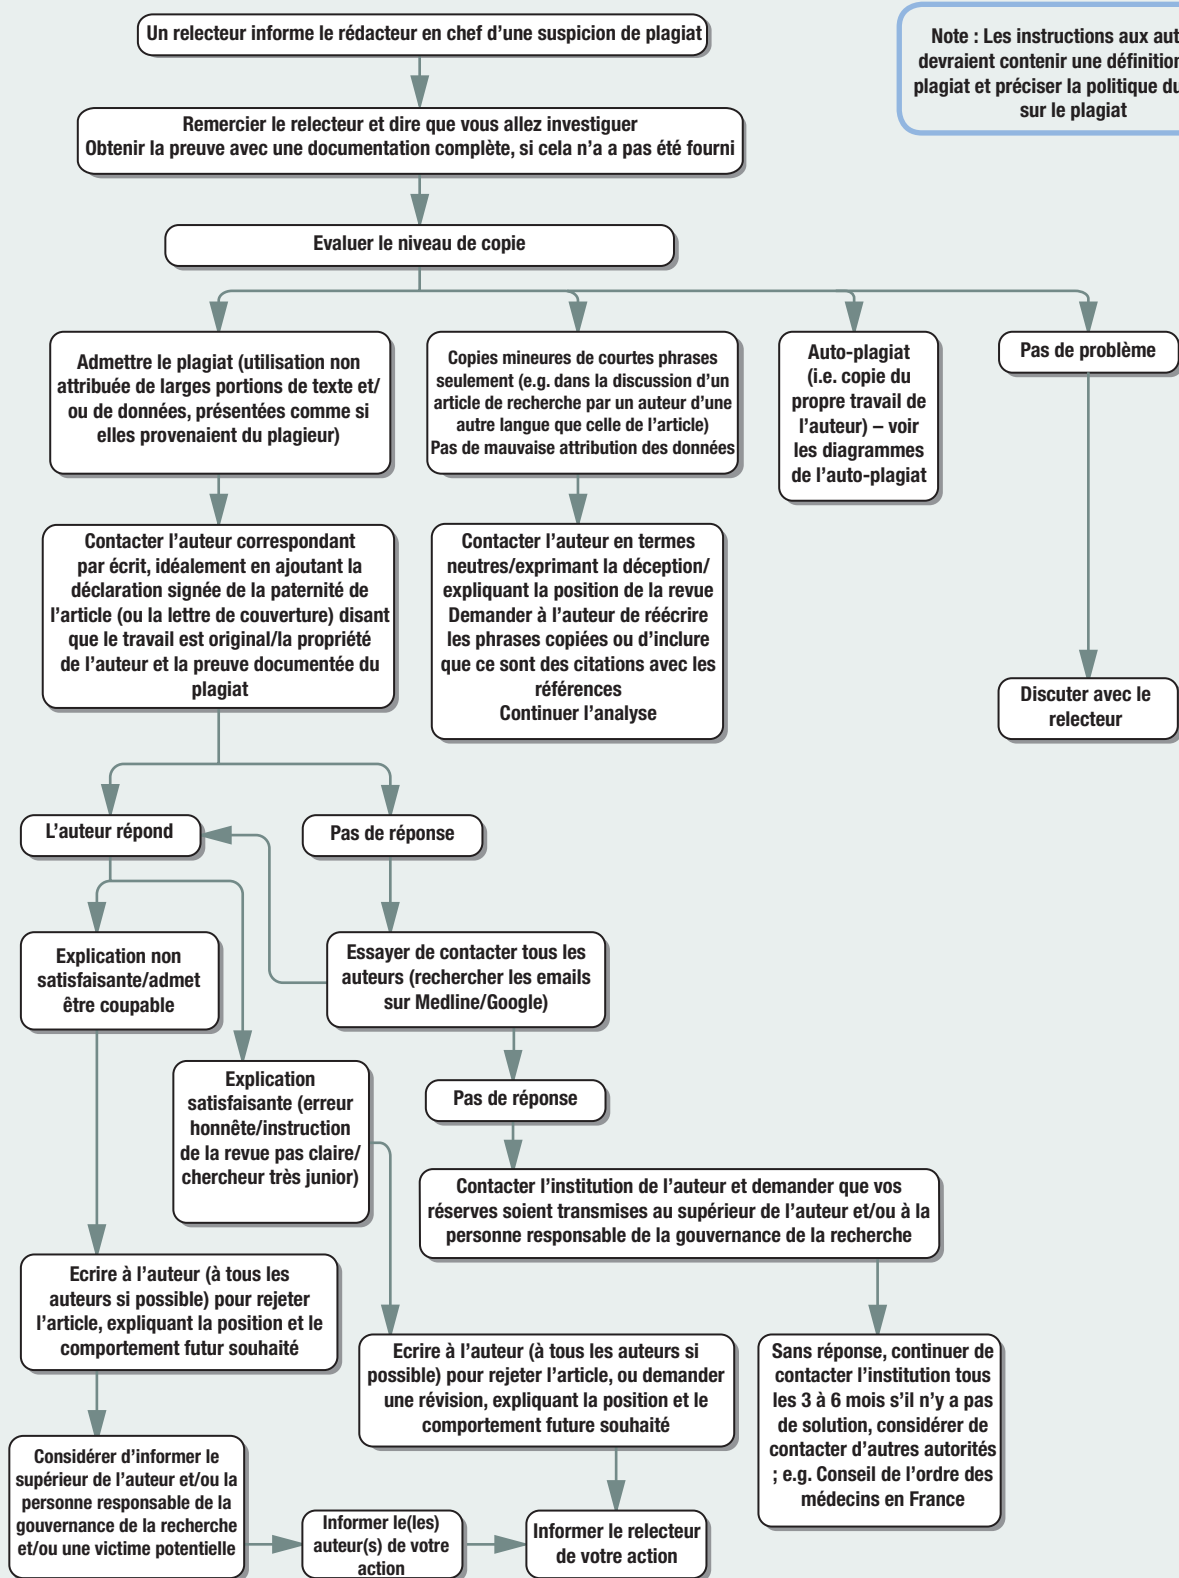 Un relecteur informe le rédacteur en chef d'une suspicion de plagiat
Note : Les instructions aux aut
devraient contenir une définition
plagiat et préciser la politique du
sur le plagiat
Remercier le relecteur et dire que vous allez investiguer
Obtenir la preuve avec une documentation complète, si cela n'a a pas été fourni
Evaluer le niveau de copie
Admettre le plagiat (utilisation non
attribuée de larges portions de texte et/
ou de données, présentées comme si
elles provenaient du plagieur)
Copies mineures de courtes phrases
seulement (e.g. dans la discussion d'un
article de recherche par un auteur d'une
autre langue que celle de l'article)
Pas de mauvaise attribution des données
Auto-plagiat
(i.e. copie du
propre travail de
l'auteur) – voir
les diagrammes
de l'auto-plagiat
Pas de problème
Contacter l'auteur correspondant
par écrit, idéalement en ajoutant la
déclaration signée de la paternité de
l'article (ou la lettre de couverture) disant
que le travail est original/la propriété
de l'auteur et la preuve documentée du
plagiat
Contacter l'auteur en termes
neutres/exprimant la déception/
expliquant la position de la revue
Demander à l'auteur de réécrire
les phrases copiées ou d'inclure
que ce sont des citations avec les
références
Continuer l'analyse
Discuter avec le
relecteur
L'auteur répond
Pas de réponse
Explication non
satisfaisante/admet
être coupable
Essayer de contacter tous les
auteurs (rechercher les emails
sur Medline/Google)
Explication
satisfaisante (erreur
honnête/instruction
de la revue pas claire/
chercheur très junior)
Pas de réponse
Contacter l'institution de l'auteur et demander que vos
réserves soient transmises au supérieur de l'auteur et/ou à la
personne responsable de la gouvernance de la recherche
Ecrire à l'auteur (à tous les
auteurs si possible) pour rejeter
l'article, expliquant la position et le
comportement futur souhaité
Ecrire à l'auteur (à tous les auteurs si
possible) pour rejeter l'article, ou demander
une révision, expliquant la position et le
comportement future souhaité
Sans réponse, continuer de
contacter l'institution tous
les 3 à 6 mois s'il n'y a pas
de solution, considérer de
contacter d'autres autorités
; e.g. Conseil de l'ordre des
médecins en France
Considérer d'informer le
supérieur de l'auteur et/ou la
personne responsable de la
gouvernance de la recherche
et/ou une victime potentielle
Informer le(les)
auteur(s) de votre
action
Informer le relecteur
de votre action